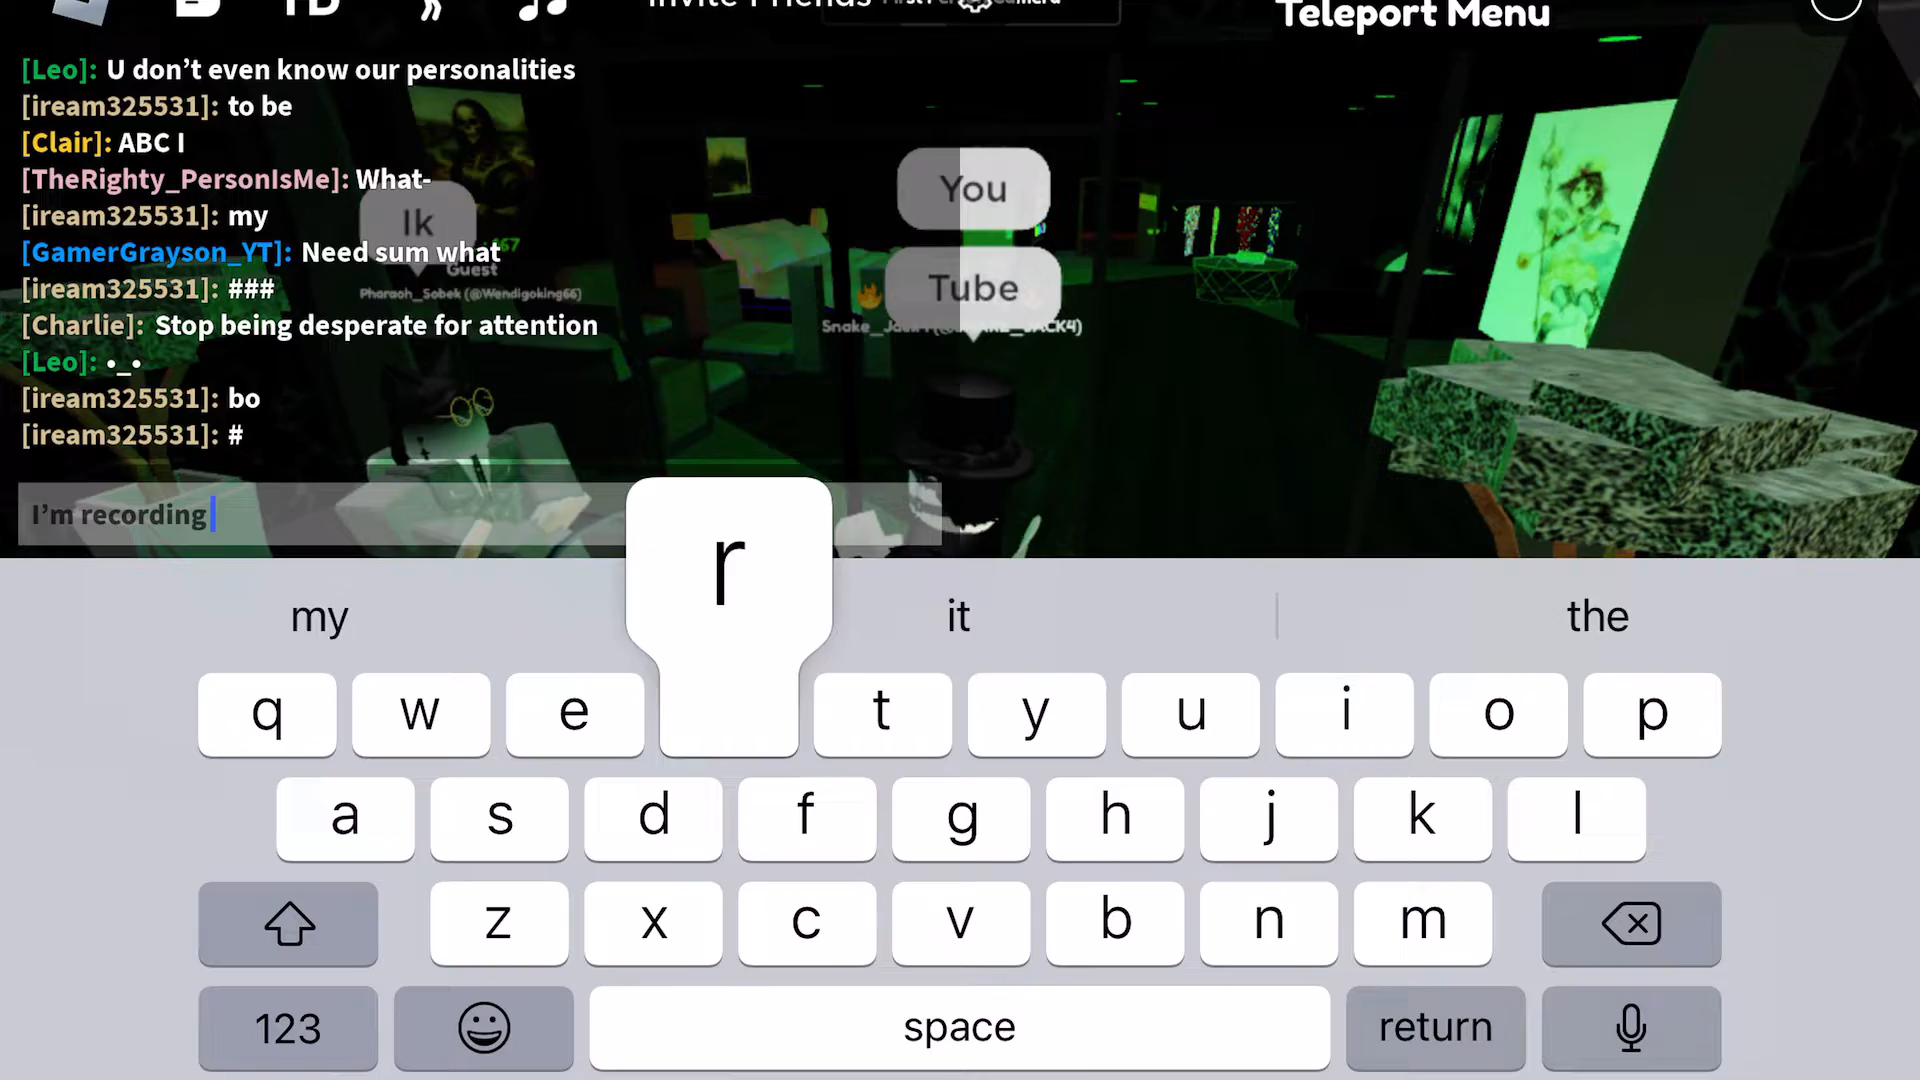 Invite Friends
Teleport Menu
[Leo]: U don’t even know our personalities
[iream325531]: to be
[Clair]: ABC I
[TheRighty_PersonIsMe]: What-
[iream325531]: my
[GamerGrayson_YT]: Need sum what
[iream325531]: ###
[Charlie]: Stop being desperate for attention
[Leo]: •_•
[iream325531]: bo
[iream325531]: #
Ik
Guest
Pharaoh_Sobek (@Wendigoking66)
You
Tube
I’m recording
r
my
it
the
q w e t y u i o p
a s d f g h j k l
z x c v b n m
123
space
return